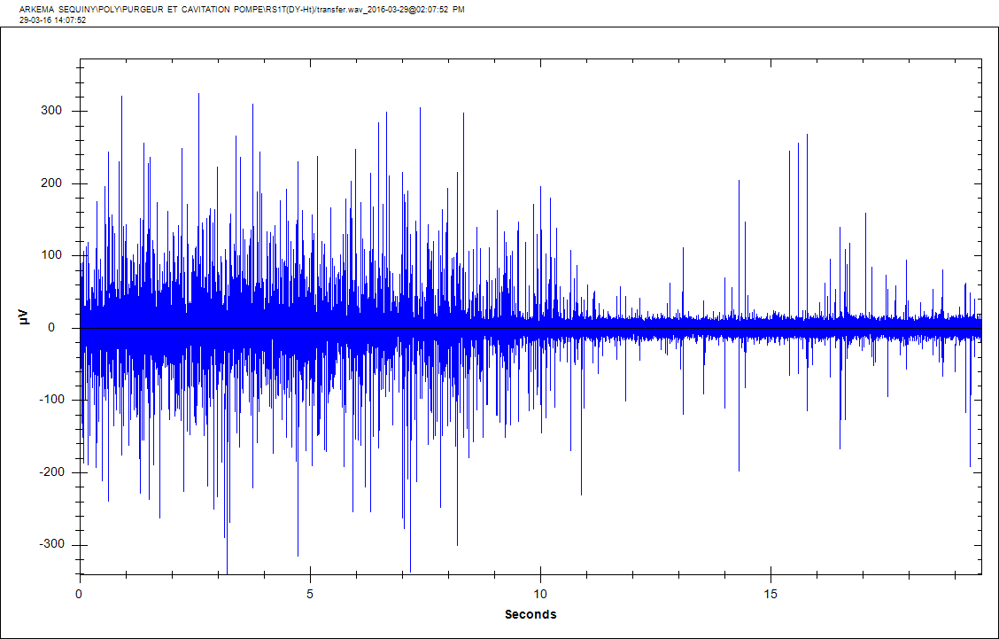 ARKEMA SEQUINY\POLY\PURGEUR ET CAVITATION POMPE\RS1T(DY-Ht)/transfer.wav_2016-03-29@02:07:52 PM
29-03-16 14:07:52
300
200
100
0
-100
-200
-300
µV
0 5 10 15
Seconds